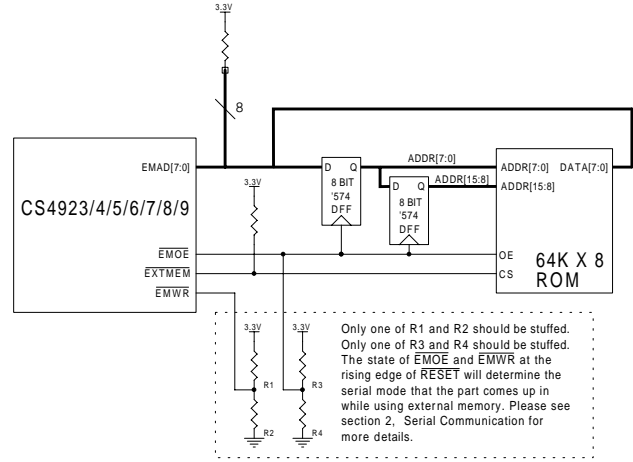 3.3V
8
EMAD[7:0]
CS4923/4/5/6/7/8/9
EMOE
EXTMEM
EMWR
3.3V
D Q
8 BIT
'574
DFF
ADDR[7:0]
D Q
8 BIT
'574
DFF
ADDR[15:8]
ADDR[7:0] DATA[7:0]
ADDR[15:8]
OE
CS
64K X 8
ROM
3.3V
3.3V
R1
R3
R2
R4
Only one of R1 and R2 should be stuffed.
Only one of R3 and R4 should be stuffed.
The state of EMOE and EMWR at the
rising edge of RESET will determine the
serial mode that the part comes up in
while using external memory. Please see
section 2, Serial Communication for
more details.